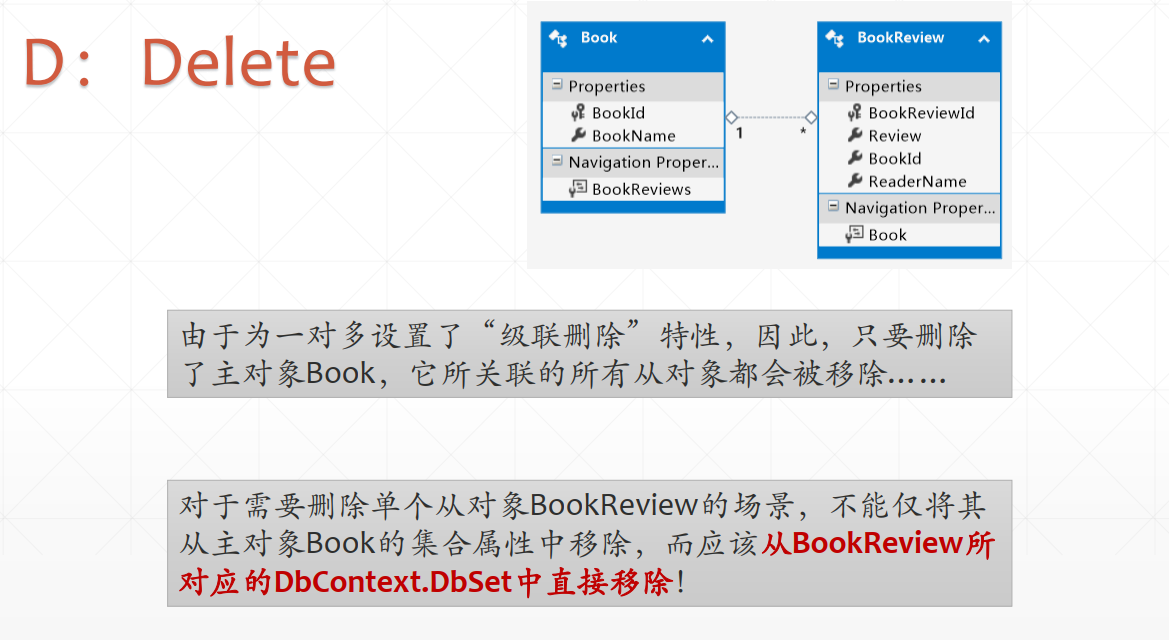 D： Delete
Book
Properties
BookId
BookName
Navigation Proper...
BookReviews
1
*
BookReview
Properties
BookReviewId
Review
BookId
ReaderName
Navigation Proper...
Book
由于为一对多设置了“级联删除”特性，因此，只要删除
了主对象Book，它所关联的所有从对象都会被移除……
对于需要删除单个从对象BookReview的场景，不能仅将其
从主对象Book的集合属性中移除，而应该从BookReview所
对应的DbContext.DbSet中直接移除！